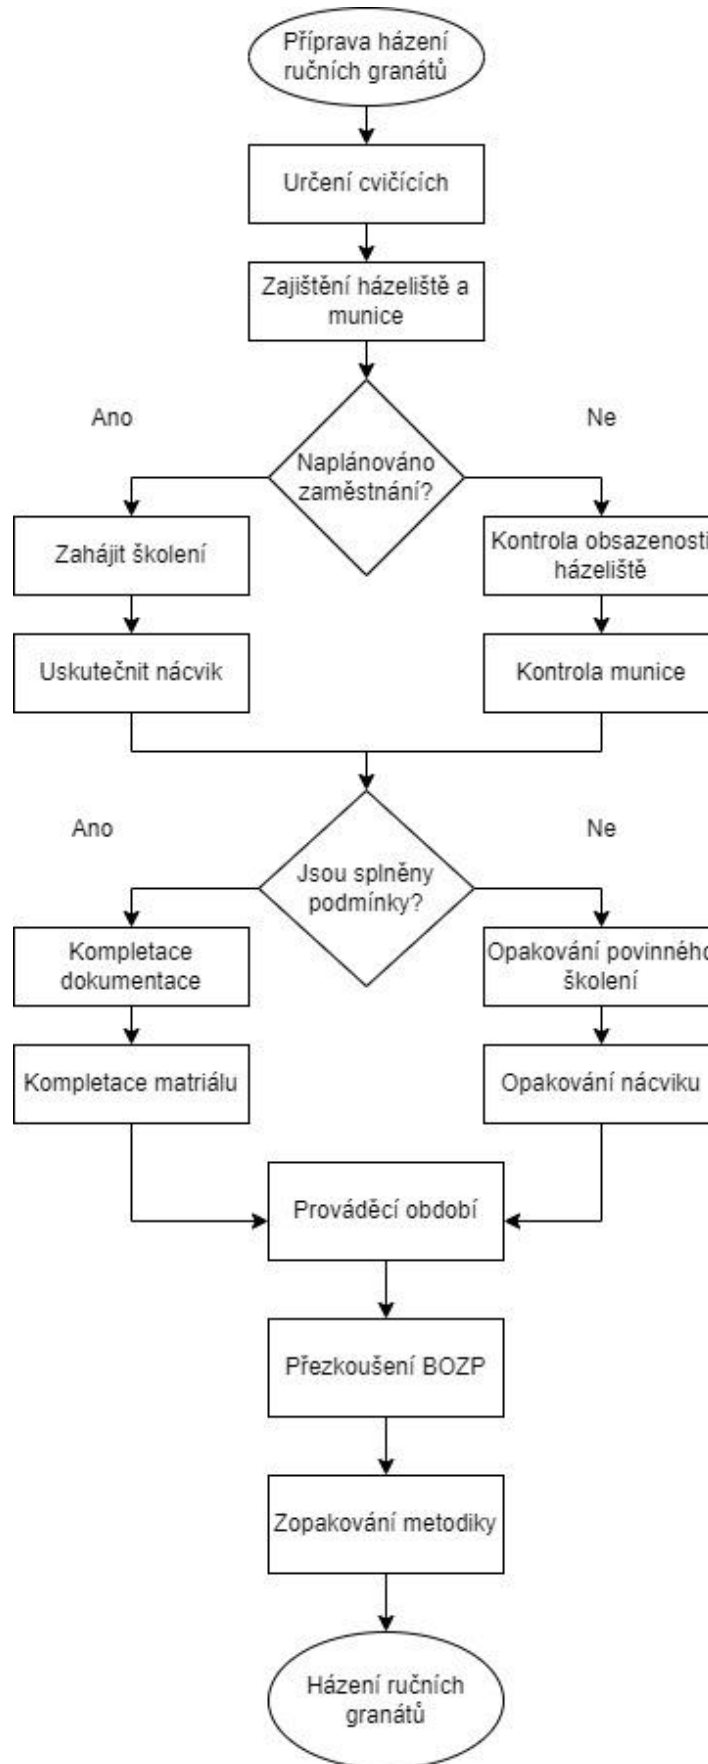 Příprava házení
ručních granátů
Určení cvičících
Zajištění házeliště a
munice
Ano
Ne
Naplánováno
zaměstnání?
Zahájit školení
Kontrola obsazenosti
házeliště
Uskutečnit nácvik
Kontrola munice
Ano
Ne
Jsou splněny
podmínky?
Kompletace
dokumentace
Opakování povinného
školení
Kompletace matriálu
Opakování nácviku
Prováděcí období
Přezkoušení BOZP
Zopakování metodiky
Házení ručních
granátů